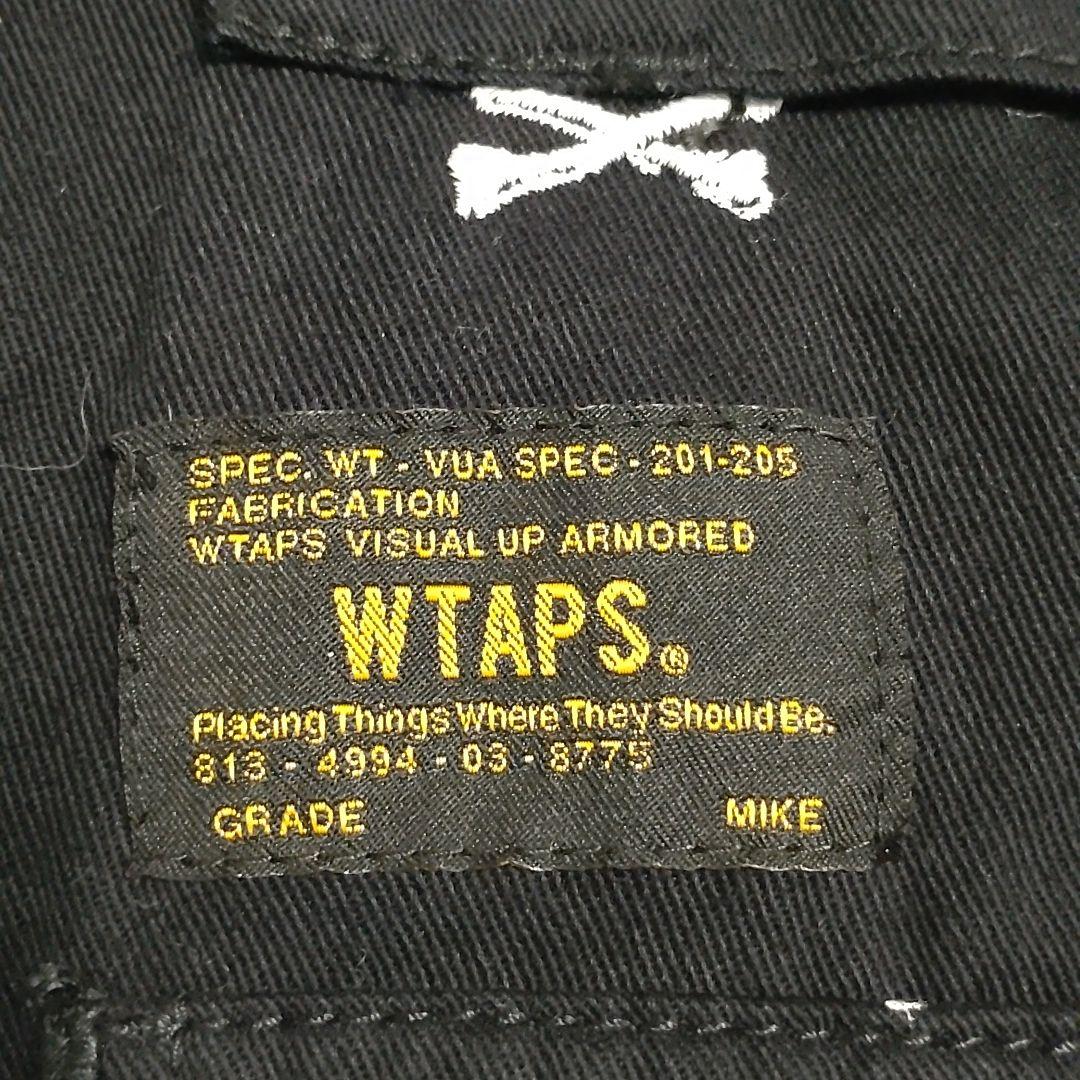 SPEC. WT - VUA SPEC - 201-205
FABRICATION
WTAPS VISUAL UP ARMORED
WTAPS.®
Placing Things Where They Should Be.
813 - 4994 - 03 - 3775
GRADE MIKE